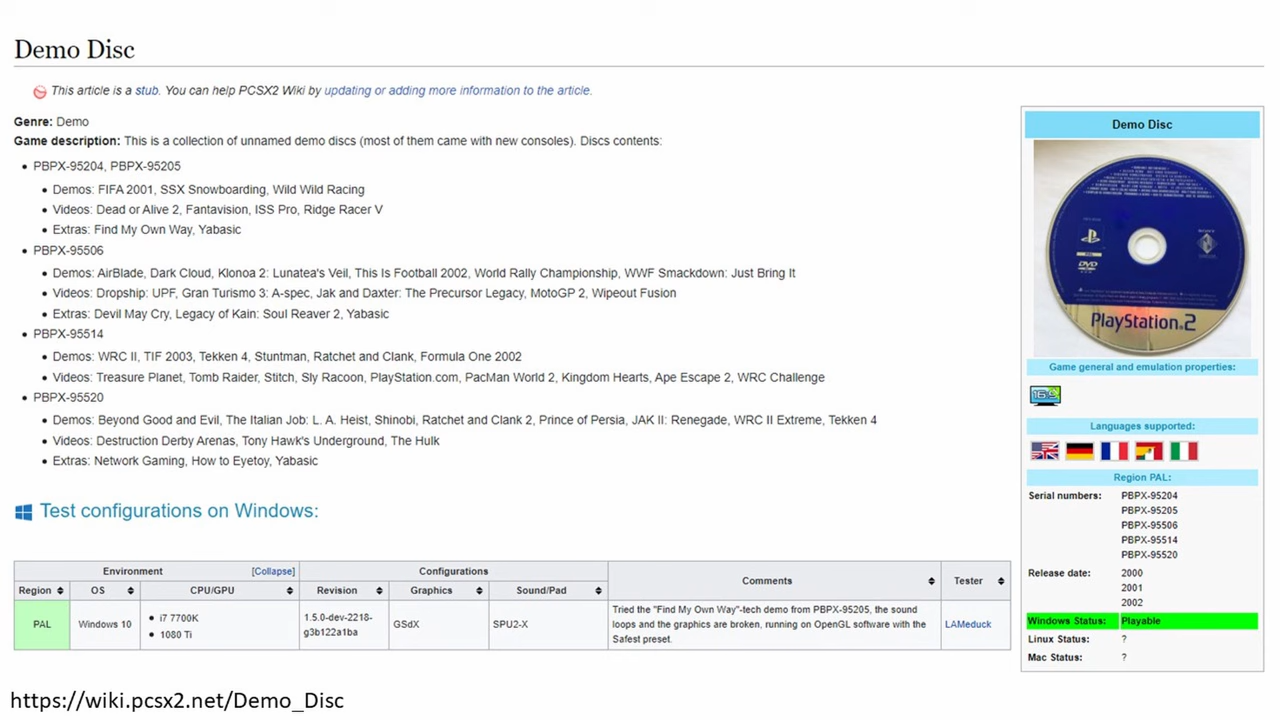 Demo Disc
This article is a stub. You can help PCSX2 Wiki by updating or adding more information to the article.
Genre: Demo
Game description: This is a collection of unnamed demo discs (most of them came with new consoles). Discs contents:
PBPX-95204, PBPX-95205
Demos: FIFA 2001, SSX Snowboarding, Wild Wild Racing
Videos: Dead or Alive 2, Fantavision, ISS Pro, Ridge Racer V
Extras: Find My Own Way, Yabasic
PBPX-95506
Demos: AirBlade, Dark Cloud, Klonoa 2: Lunatea's Veil, This Is Football 2002, World Rally Championship, WWF Smackdown: Just Bring It
Videos: Dropship: UPF, Gran Turismo 3: A-spec, Jak and Daxter: The Precursor Legacy, MotoGP 2, Wipeout Fusion
Extras: Devil May Cry, Legacy of Kain: Soul Reaver 2, Yabasic
PBPX-95514
Demos: WRC II, TIF 2003, Tekken 4, Stuntman, Ratchet and Clank, Formula One 2002
Videos: Treasure Planet, Tomb Raider, Stitch, Sly Racoon, PlayStation.com, PacMan World 2, Kingdom Hearts, Ape Escape 2, WRC Challenge
PBPX-95520
Demos: Beyond Good and Evil, The Italian Job: L. A. Heist, Shinobi, Ratchet and Clank 2, Prince of Persia, JAK II: Renegade, WRC II Extreme, Tekken 4
Videos: Destruction Derby Arenas, Tony Hawk's Underground, The Hulk
Extras: Network Gaming, How to Eyetoy, Yabasic
Test configurations on Windows:
Environment [Collapse] Configurations Comments Tester
Region OS CPU/GPU Revision Graphics Sound/Pad
PAL Windows 10 i7 7700K 1080 Ti 1.5.0-dev-2218-g3b122a1ba GSdX SPU2-X
Tried the "Find My Own Way"-tech demo from PBPX-95205, the sound
loops and the graphics are broken, running on OpenGL software with the
Safest preset.
LAMeduck
Demo Disc
DVD
SONY
PlayStation.2
Game general and emulation properties:
16:9
Languages supported:
Region PAL:
Serial numbers: PBPX-95204
PBPX-95205
PBPX-95506
PBPX-95514
PBPX-95520
Release date: 2000
2001
2002
Windows Status: Playable
Linux Status: ?
Mac Status: ?
https://wiki.pcsx2.net/Demo_Disc